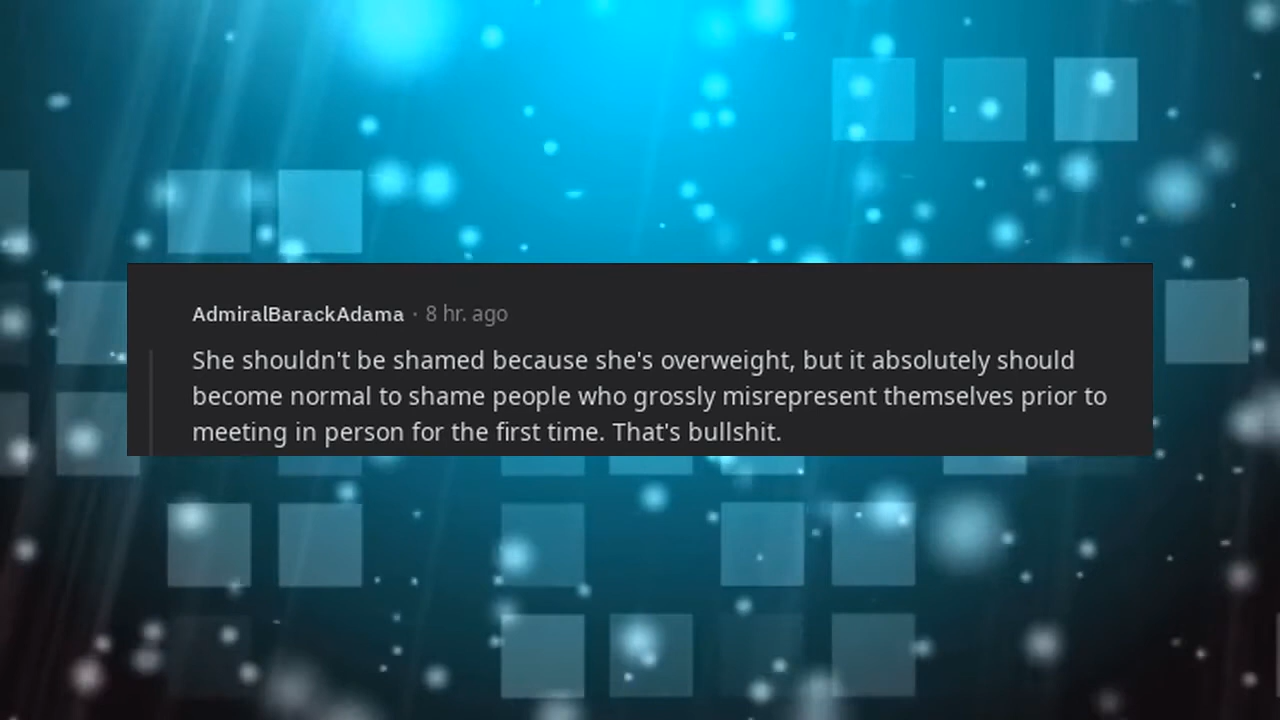 AdmiralBarackAdama · 8 hr. ago
She shouldn't be shamed because she's overweight, but it absolutely should
become normal to shame people who grossly misrepresent themselves prior to
meeting in person for the first time. That's bullshit.